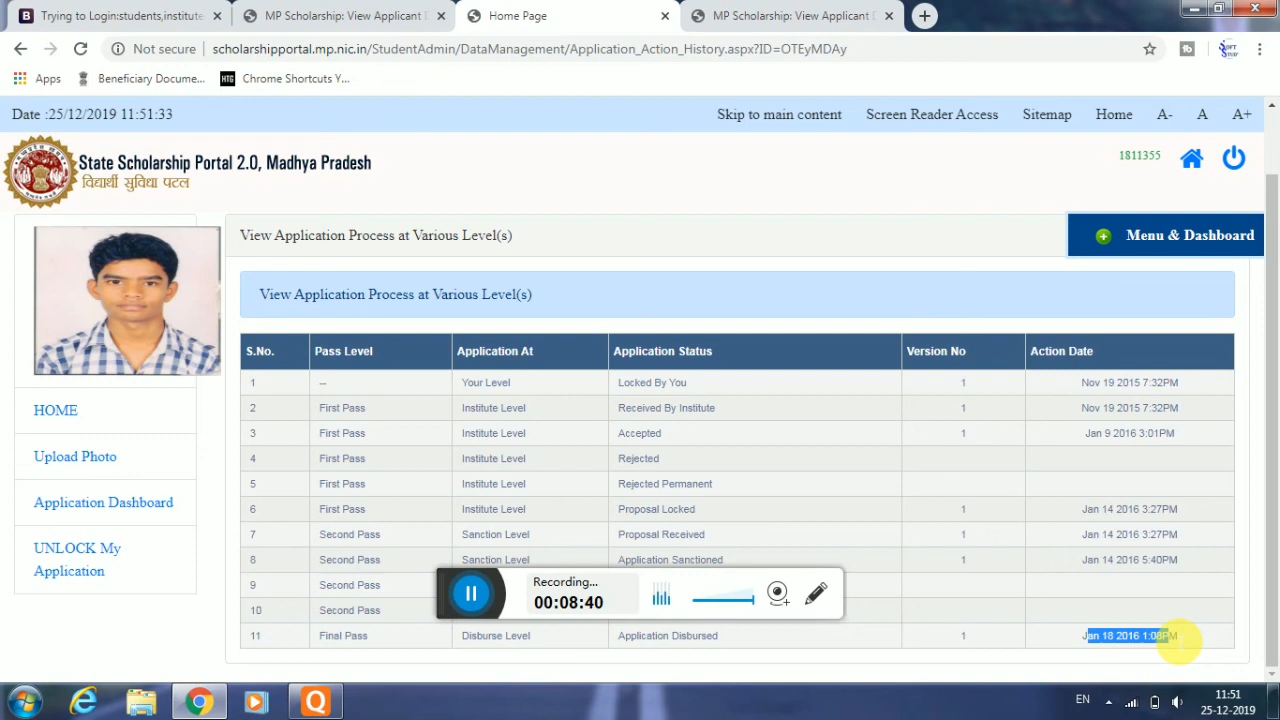 Trying to Login:students,institute
MP Scholarship: View Applicant D
Home Page
MP Scholarship: View Applicant D
Not secure
scholarshipportal.mp.nic.in/StudentAdmin/DataManagement/Application_Action_History.aspx?ID=OTEyMDAy
Apps
Beneficiary Docume...
HTG
Chrome Shortcuts Y...
Date :25/12/2019 11:51:33
Skip to main content
Screen Reader Access
Sitemap
Home
A-
A
A+
State Scholarship Portal 2.0, Madhya Pradesh
विद्यार्थी सुविधा पटल
1811355
View Application Process at Various Level(s)
Menu & Dashboard
View Application Process at Various Level(s)
HOME
Upload Photo
Application Dashboard
UNLOCK My
Application
S.No. Pass Level Application At Application Status Version No Action Date
1 -- Your Level Locked By You 1 Nov 19 2015 7:32PM
2 First Pass Institute Level Received By Institute 1 Nov 19 2015 7:32PM
3 First Pass Institute Level Accepted 1 Jan 9 2016 3:01PM
4 First Pass Institute Level Rejected
5 First Pass Institute Level Rejected Permanent
6 First Pass Institute Level Proposal Locked 1 Jan 14 2016 3:27PM
7 Second Pass Sanction Level Proposal Received 1 Jan 14 2016 3:27PM
8 Second Pass Sanction Level Application Sanctioned 1 Jan 14 2016 5:40PM
9 Second Pass
10 Second Pass
11 Final Pass Disburse Level Application Disbursed 1 Jan 18 2016 1:08PM
Recording...
00:08:40
EN
11:51
25-12-2019